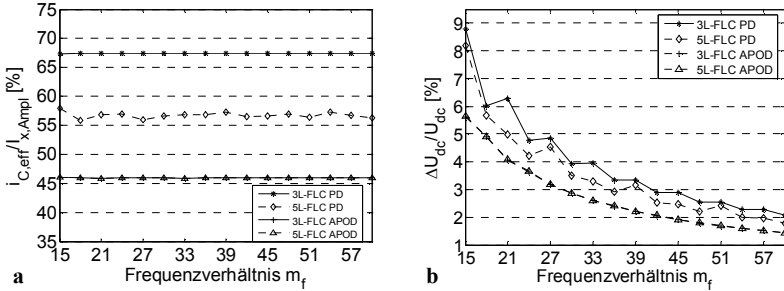 i_C,eff/I_x,Ampl [%]
75
70
65
60
55
50
45
40
35
3L-FLC PD
5L-FLC PD
3L-FLC APOD
5L-FLC APOD
15 21 27 33 39 45 51 57
Frequenzverhältnis m_f
a
ΔU_dc/U_dc [%]
9
8
7
6
5
4
3
2
1
3L-FLC PD
5L-FLC PD
3L-FLC APOD
5L-FLC APOD
15 21 27 33 39 45 51 57
Frequenzverhältnis m_f
b